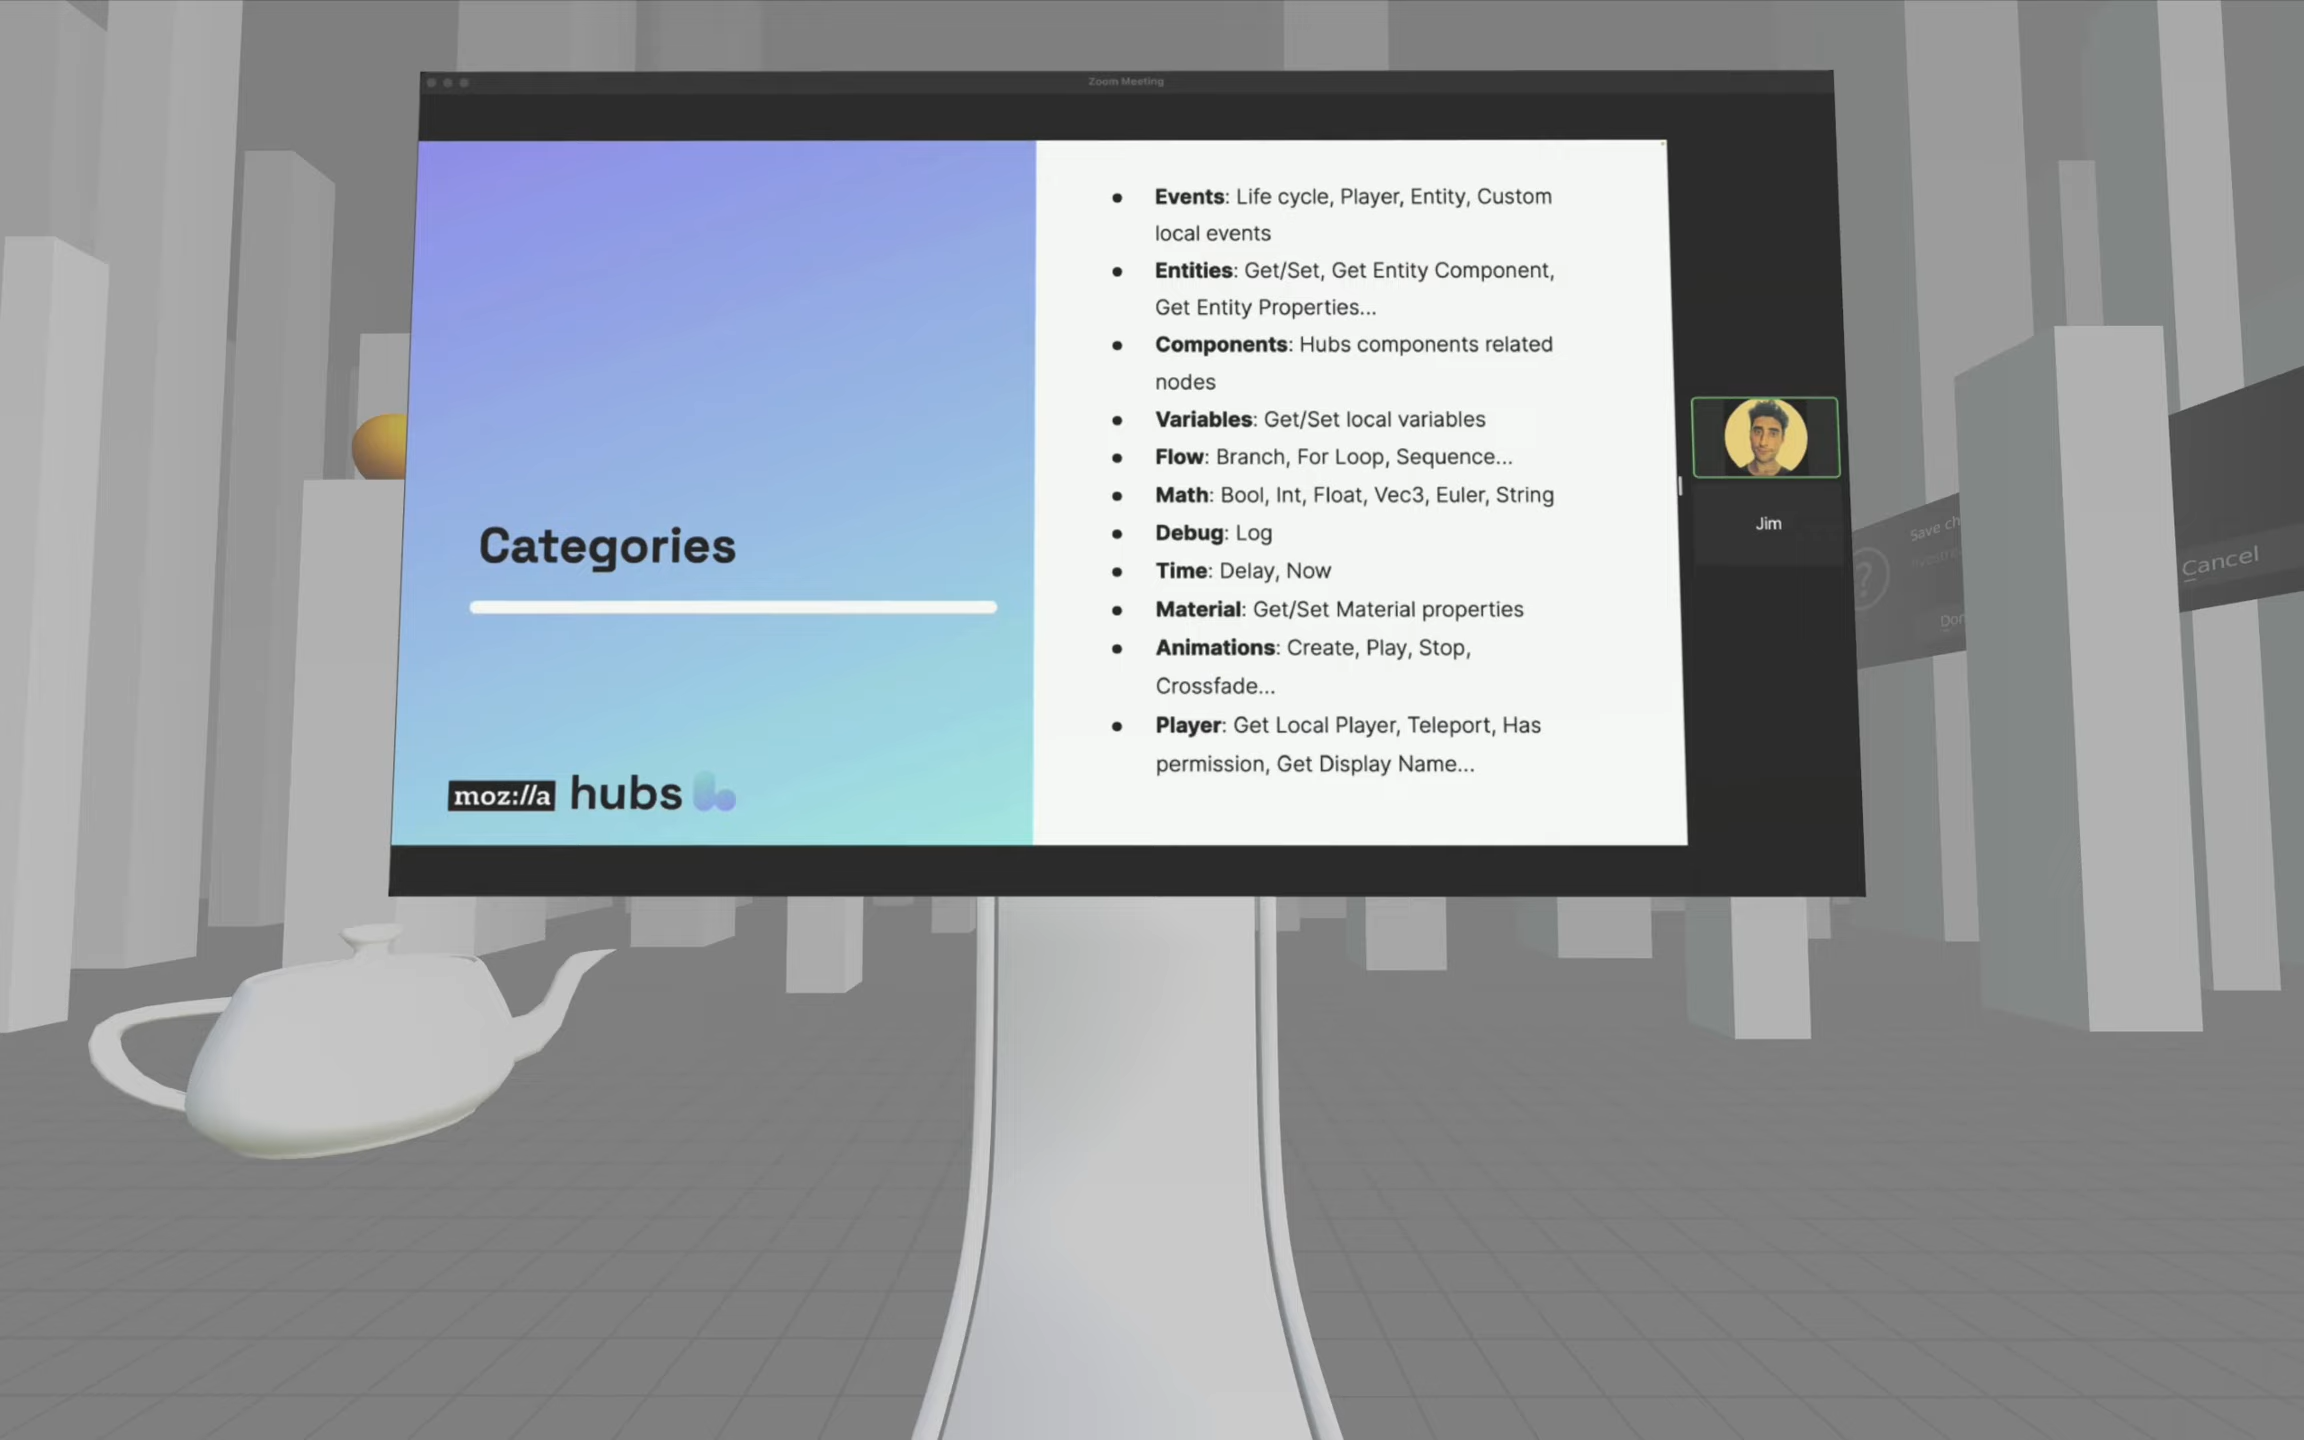 Zoom Meeting
Categories
moz://a hubs
Events: Life cycle, Player, Entity, Custom
local events
Entities: Get/Set, Get Entity Component,
Get Entity Properties...
Components: Hubs components related
nodes
Variables: Get/Set local variables
Flow: Branch, For Loop, Sequence...
Math: Bool, Int, Float, Vec3, Euler, String
Debug: Log
Time: Delay, Now
Material: Get/Set Material properties
Animations: Create, Play, Stop,
Crossfade...
Player: Get Local Player, Teleport, Has
permission, Get Display Name...
Jim
Save
Cancel